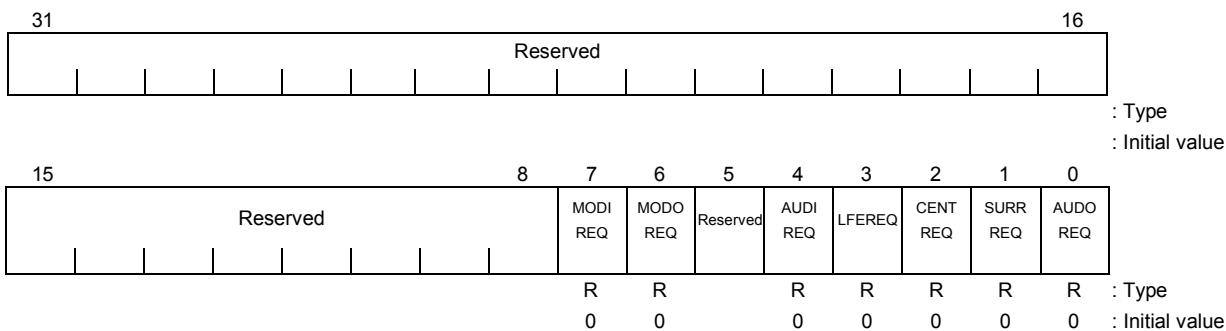 31 16
Reserved
: Type
: Initial value
15 8 7 6 5 4 3 2 1 0
Reserved MODI REQ MODO REQ Reserved AUDI REQ LFEREQ CENT REQ SURR REQ AUDO REQ
R R R R R R R : Type
0 0 0 0 0 0 0 : Initial value